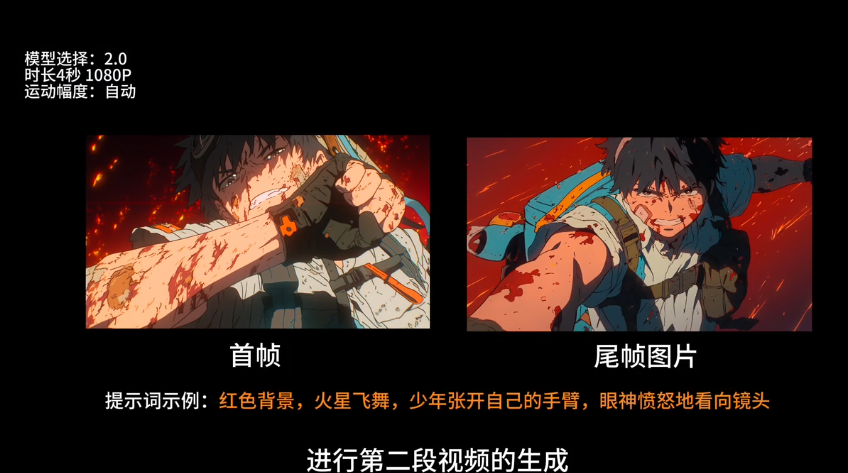 模型选择：2.0
时长4秒 1080P
运动幅度：自动
首帧
尾帧图片
提示词示例：红色背景，火星飞舞，少年张开自己的手臂，眼神愤怒地看向镜头
进行第二段视频的生成